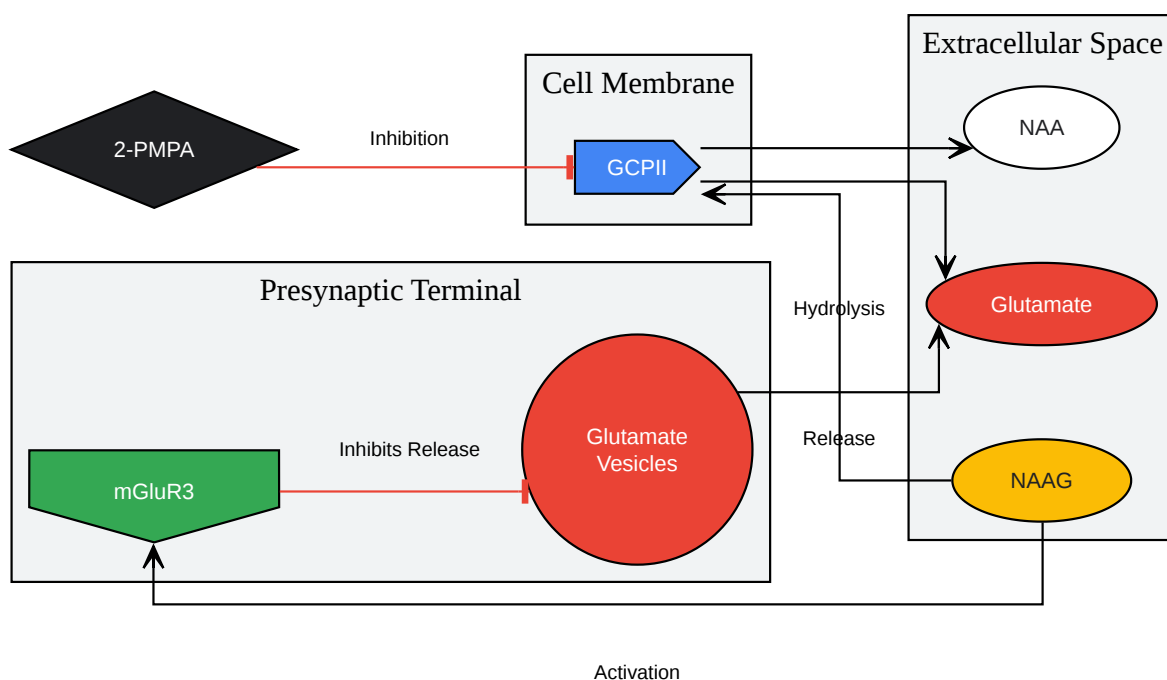 Extracellular Space
Cell Membrane
NAA
2-PMPA
Inhibition
GCPII
Presynaptic Terminal
Hydrolysis
Glutamate
Glutamate
Vesicles
Release
Inhibits Release
mGluR3
NAAG
Activation